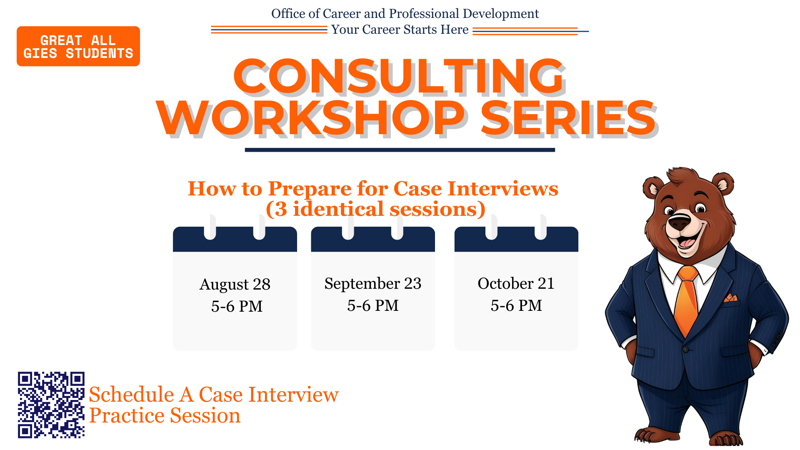 Office of Career and Professional Development
Your Career Starts Here
GREAT ALL
GIES STUDENTS
CONSULTING
WORKSHOP SERIES
How to Prepare for Case Interviews
(3 identical sessions)
August 28
5-6 PM
September 23
5-6 PM
October 21
5-6 PM
Schedule A Case Interview
Practice Session